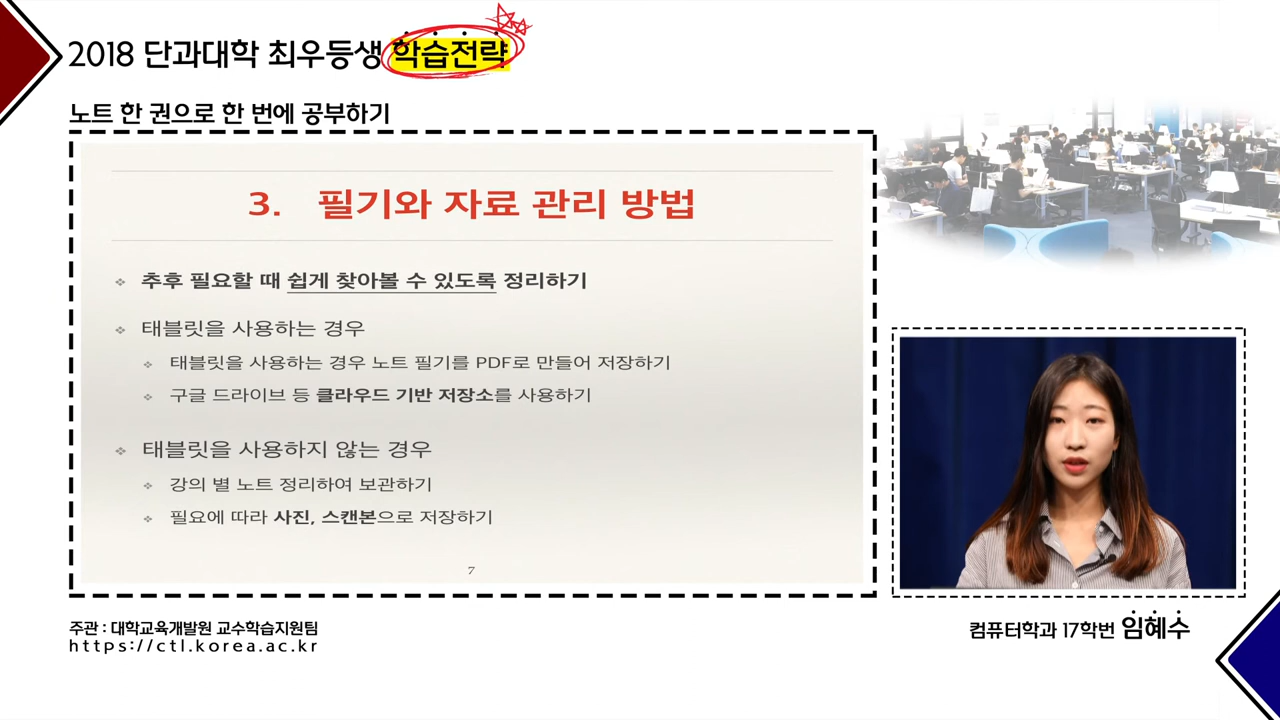 2018 단과대학 최우등생 학습전략
노트 한 권으로 한 번에 공부하기
3. 필기와 자료 관리 방법
추후 필요할 때 쉽게 찾아볼 수 있도록 정리하기
태블릿을 사용하는 경우
태블릿을 사용하는 경우 노트 필기를 PDF로 만들어 저장하기
구글 드라이브 등 클라우드 기반 저장소를 사용하기
태블릿을 사용하지 않는 경우
강의 별 노트 정리하여 보관하기
필요에 따라 사진, 스캔본으로 저장하기
7
주관 : 대학교육개발원 교수학습지원팀
https://ctl.korea.ac.kr
컴퓨터학과 17학번 임혜수